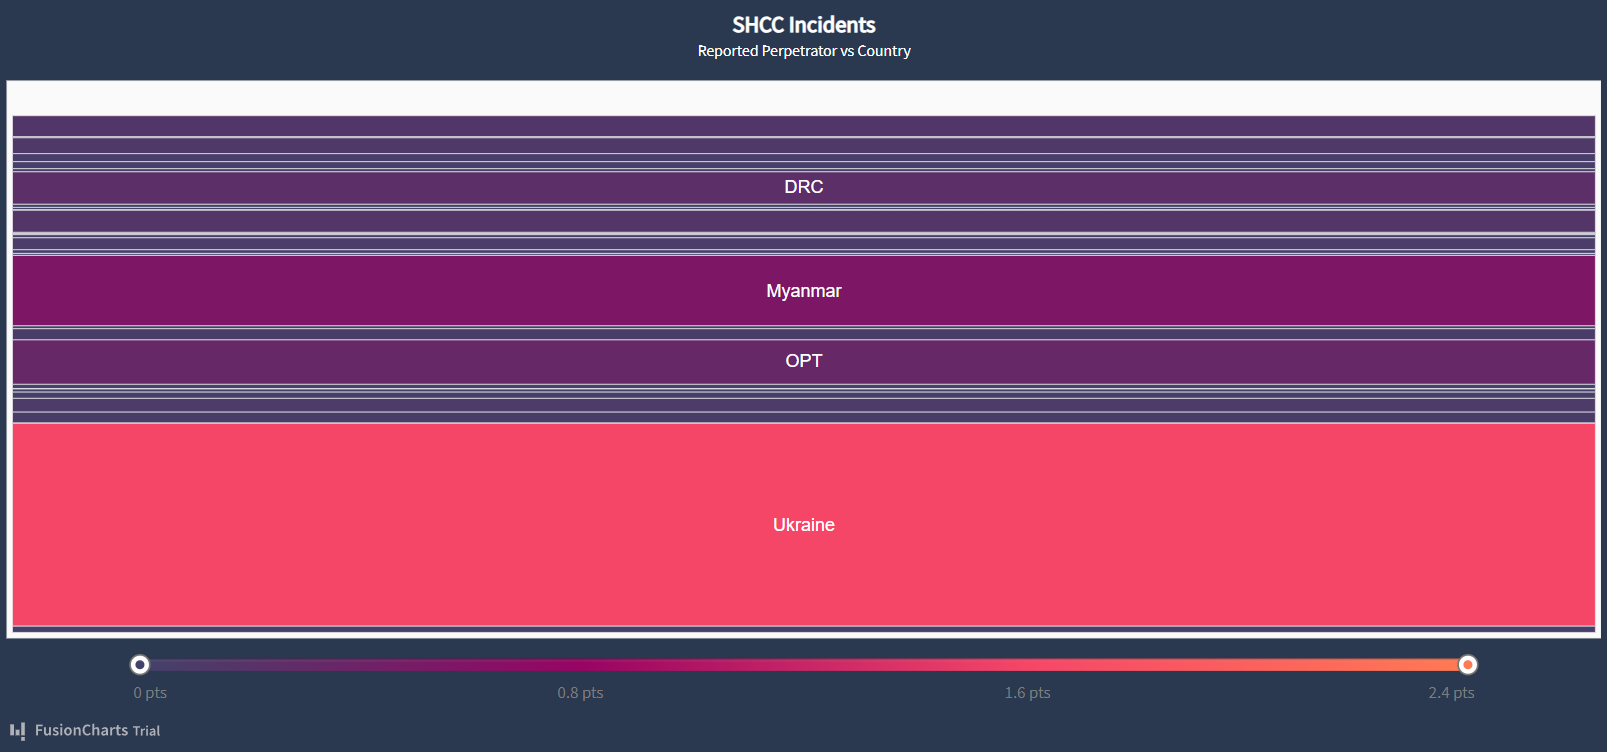 SHCC Incidents
Reported Perpetrator vs Country
DRC
Myanmar
OPT
Ukraine
0 pts 0.8 pts 1.6 pts 2.4 pts
FusionCharts Trial